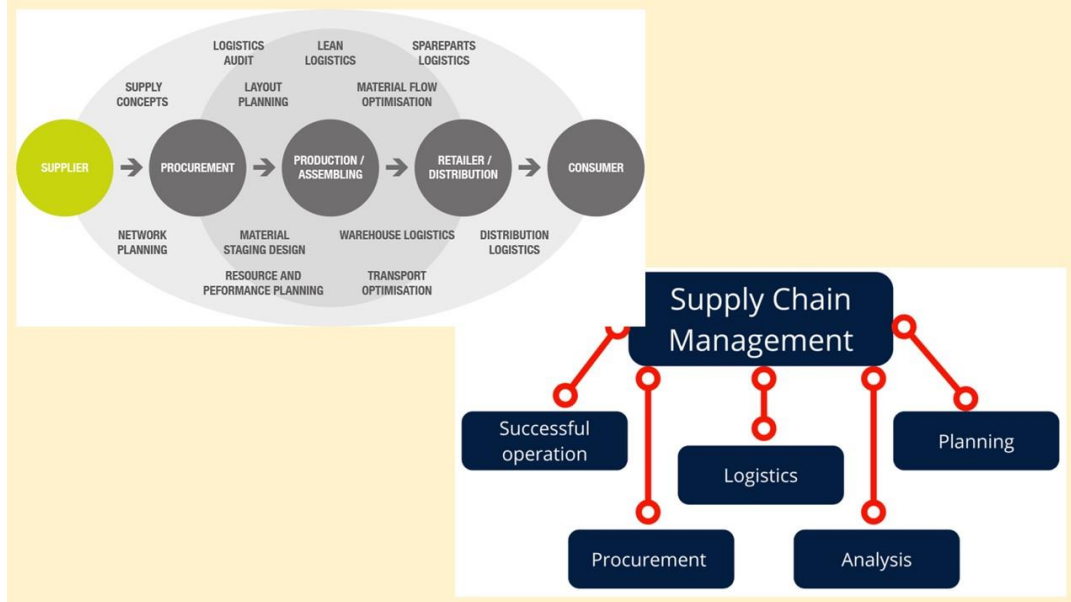 LOGISTICS
AUDIT
LEAN
LOGISTICS
SPAREPARTS
LOGISTICS
SUPPLY
CONCEPTS
LAYOUT
PLANNING
MATERIAL FLOW
OPTIMISATION
SUPPLIER
PROCUREMENT
PRODUCTION /
ASSEMBLING
RETAILER /
DISTRIBUTION
CONSUMER
NETWORK
PLANNING
MATERIAL
STAGING DESIGN
WAREHOUSE LOGISTICS
DISTRIBUTION
LOGISTICS
RESOURCE AND
PEFORMANCE PLANNING
TRANSPORT
OPTIMISATION
Supply Chain
Management
Successful
operation
Logistics
Planning
Procurement
Analysis